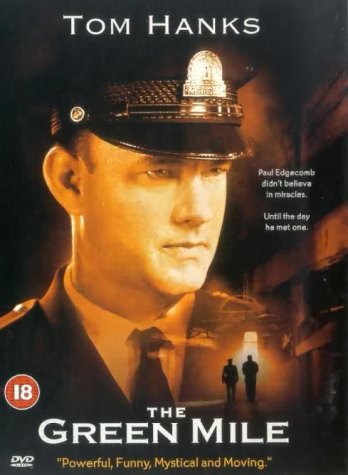 TOM HANKS
Paul Edgecomb
didn't believe
in miracles.
Until the day
he met one.
18
THE
GREEN MILE
DVD
VIDEO
"Powerful, Funny, Mystical and Moving."